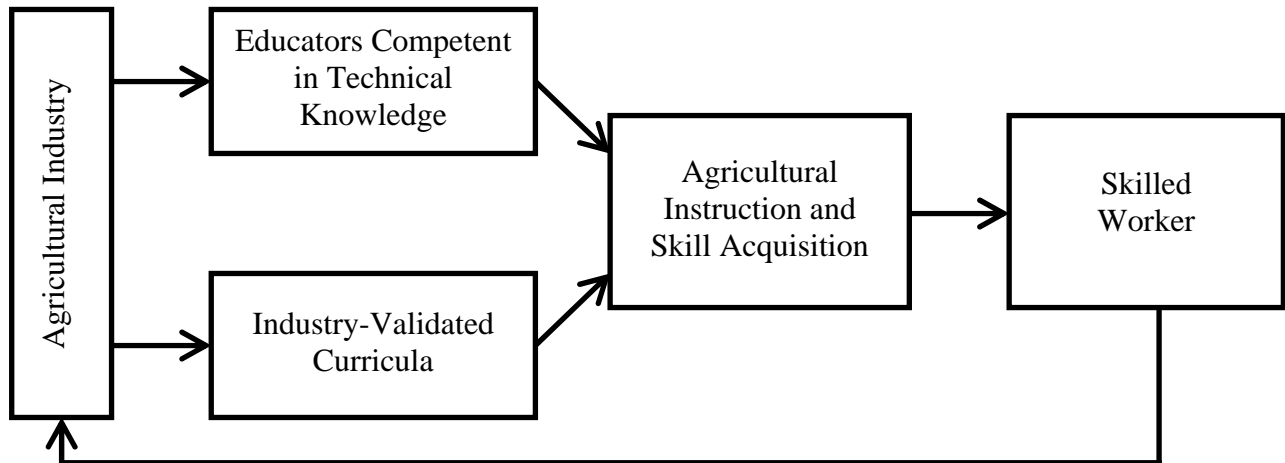 Agricultural Industry
Educators Competent
in Technical
Knowledge
Industry-Validated
Curricula
Agricultural
Instruction and
Skill Acquisition
Skilled
Worker